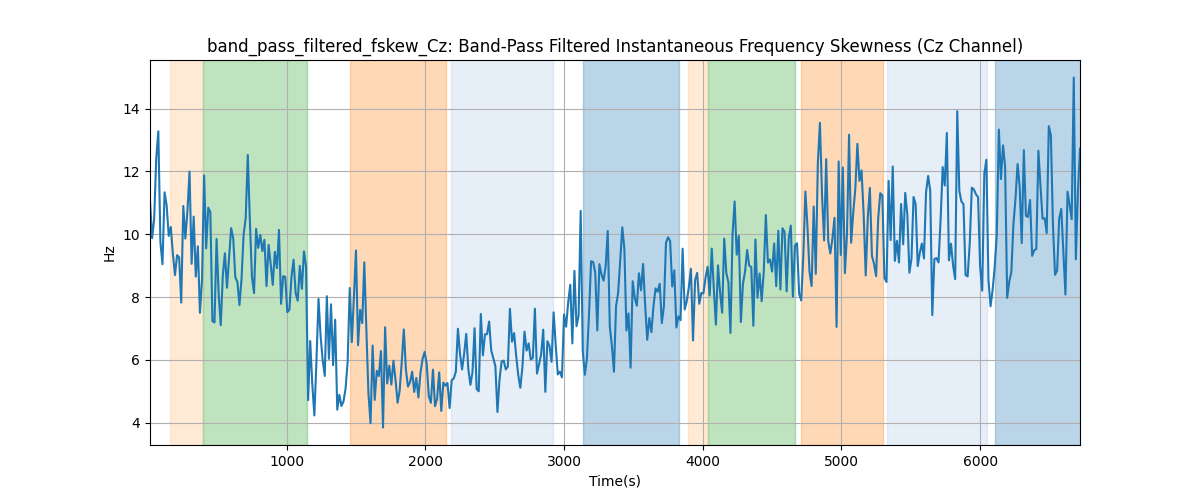 band_pass_filtered_fskew_Cz: Band-Pass Filtered Instantaneous Frequency Skewness (Cz Channel)
14
12
10
8
6
4
Hz
1000 2000 3000 4000 5000 6000
Time(s)